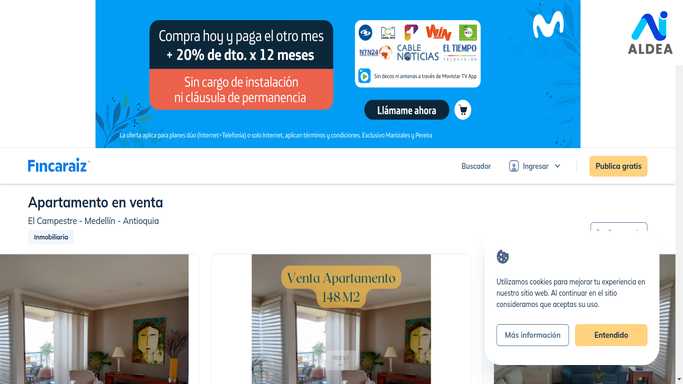 Compra hoy y paga el otro mes
+ 20% de dto. x 12 meses
Sin cargo de instalación
ni cláusula de permanencia
WIN
NTN24
CABLE
NOTICIAS
EL TIEMPO
TELEVISIÓN
Sin decos ni antenas a través de Movistar TV App
Llámame ahora
La oferta aplica para planes dúo (Internet+Telefonía) o solo Internet, aplican términos y condiciones. Exclusivo Manizales y Pereira
ALDEA
Fincaraiz
Buscador
Ingresar
Publica gratis
Apartamento en venta
El Campestre - Medellín - Antioquia
Inmobiliaria
Venta Apartamento
148 M2
Utilizamos cookies para mejorar tu experiencia en
nuestro sitio web. Al continuar en el sitio
consideramos que aceptas su uso.
Más información
Entendido